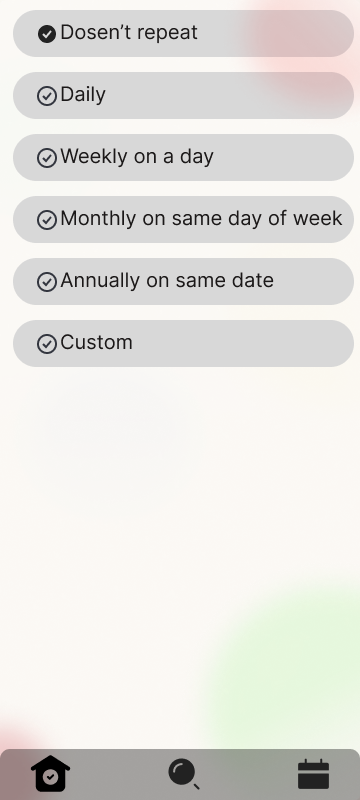 Dosen’t repeat
Daily
Weekly on a day
Monthly on same day of week
Annually on same date
Custom